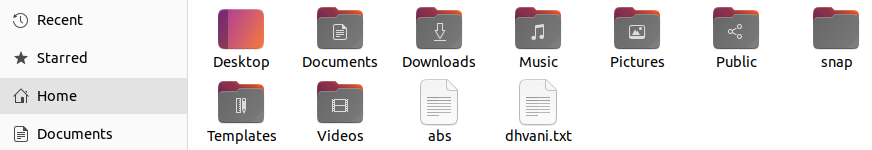 Recent
Starred
Home
Documents
Desktop Documents Downloads Music Pictures Public snap
Templates Videos abs dhvani.txt